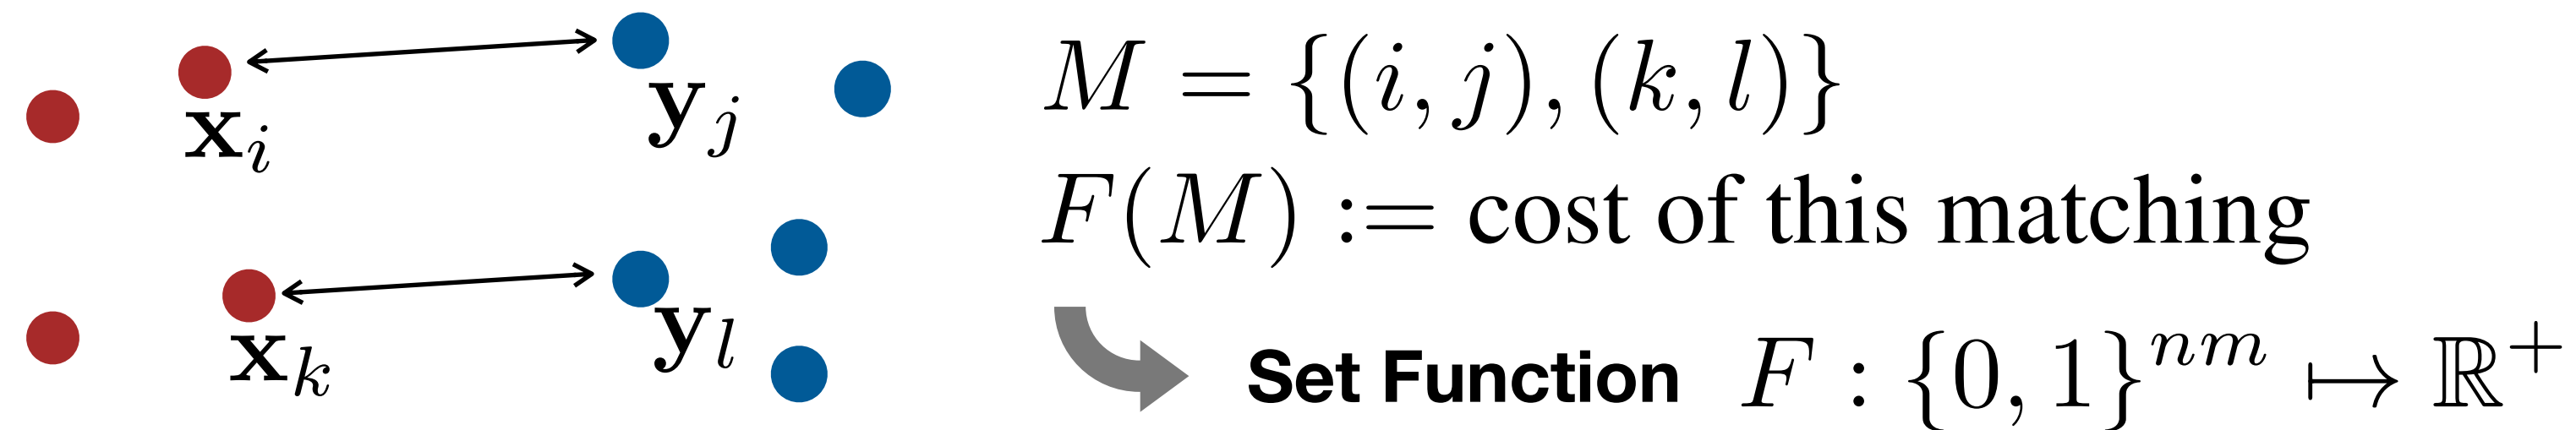 x_i
y_j
x_k
y_l
M = {(i, j), (k, l)}
F(M) := cost of this matching
Set Function F : {0, 1}^{nm} ↦ ℝ^+